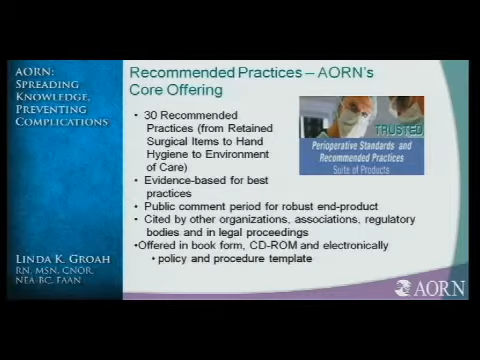 AORN:
SPREADING
KNOWLEDGE,
PREVENTING
COMPLICATIONS
LINDA K. GROAH
RN, MSN, CNOR,
NEA-BC, FAAN
Recommended Practices – AORN's
Core Offering
• 30 Recommended
Practices (from Retained
Surgical Items to Hand
Hygiene to Environment
of Care)
• Evidence-based for best
practices
• Public comment period for robust end-product
• Cited by other organizations, associations, regulatory
bodies and in legal proceedings
•Offered in book form, CD-ROM and electronically
• policy and procedure template
TRUSTED
Perioperative Standards and
Recommended Practices
Suite of Products
AORN